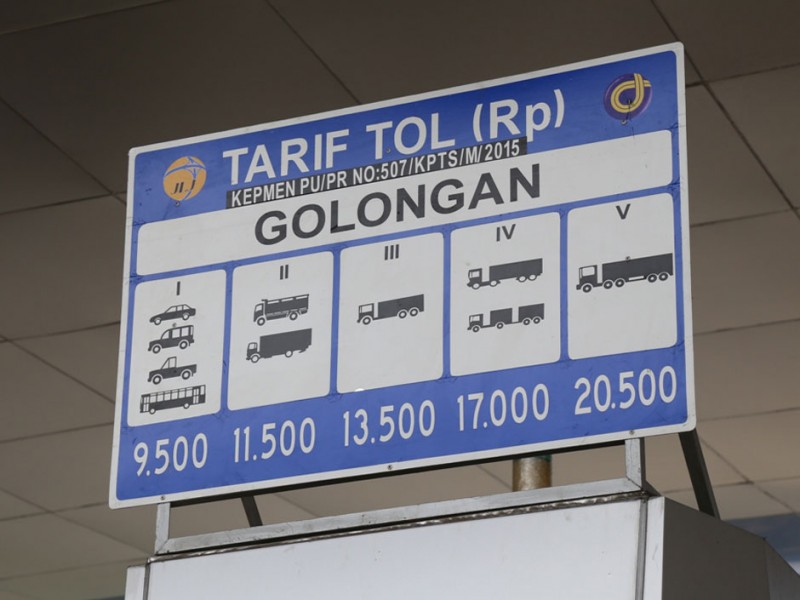 TARIF TOL (Rp)
KEPMEN PU/PR NO:507/KPTS/M/2015
GOLONGAN
I II III IV V
9.500 11.500 13.500 17.000 20.500